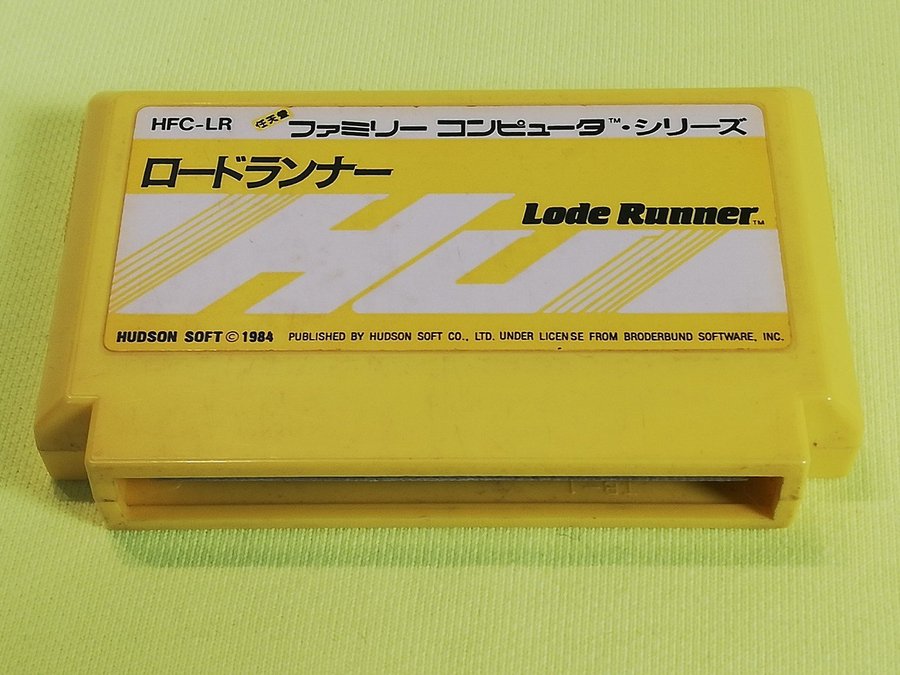 HFC-LR 任天堂 ファミリー コンピュータ™・シリーズ
ロードランナー
Lode Runner™
HUDSON SOFT © 1984 PUBLISHED BY HUDSON SOFT CO., LTD. UNDER LICENSE FROM BRODERBUND SOFTWARE, INC.